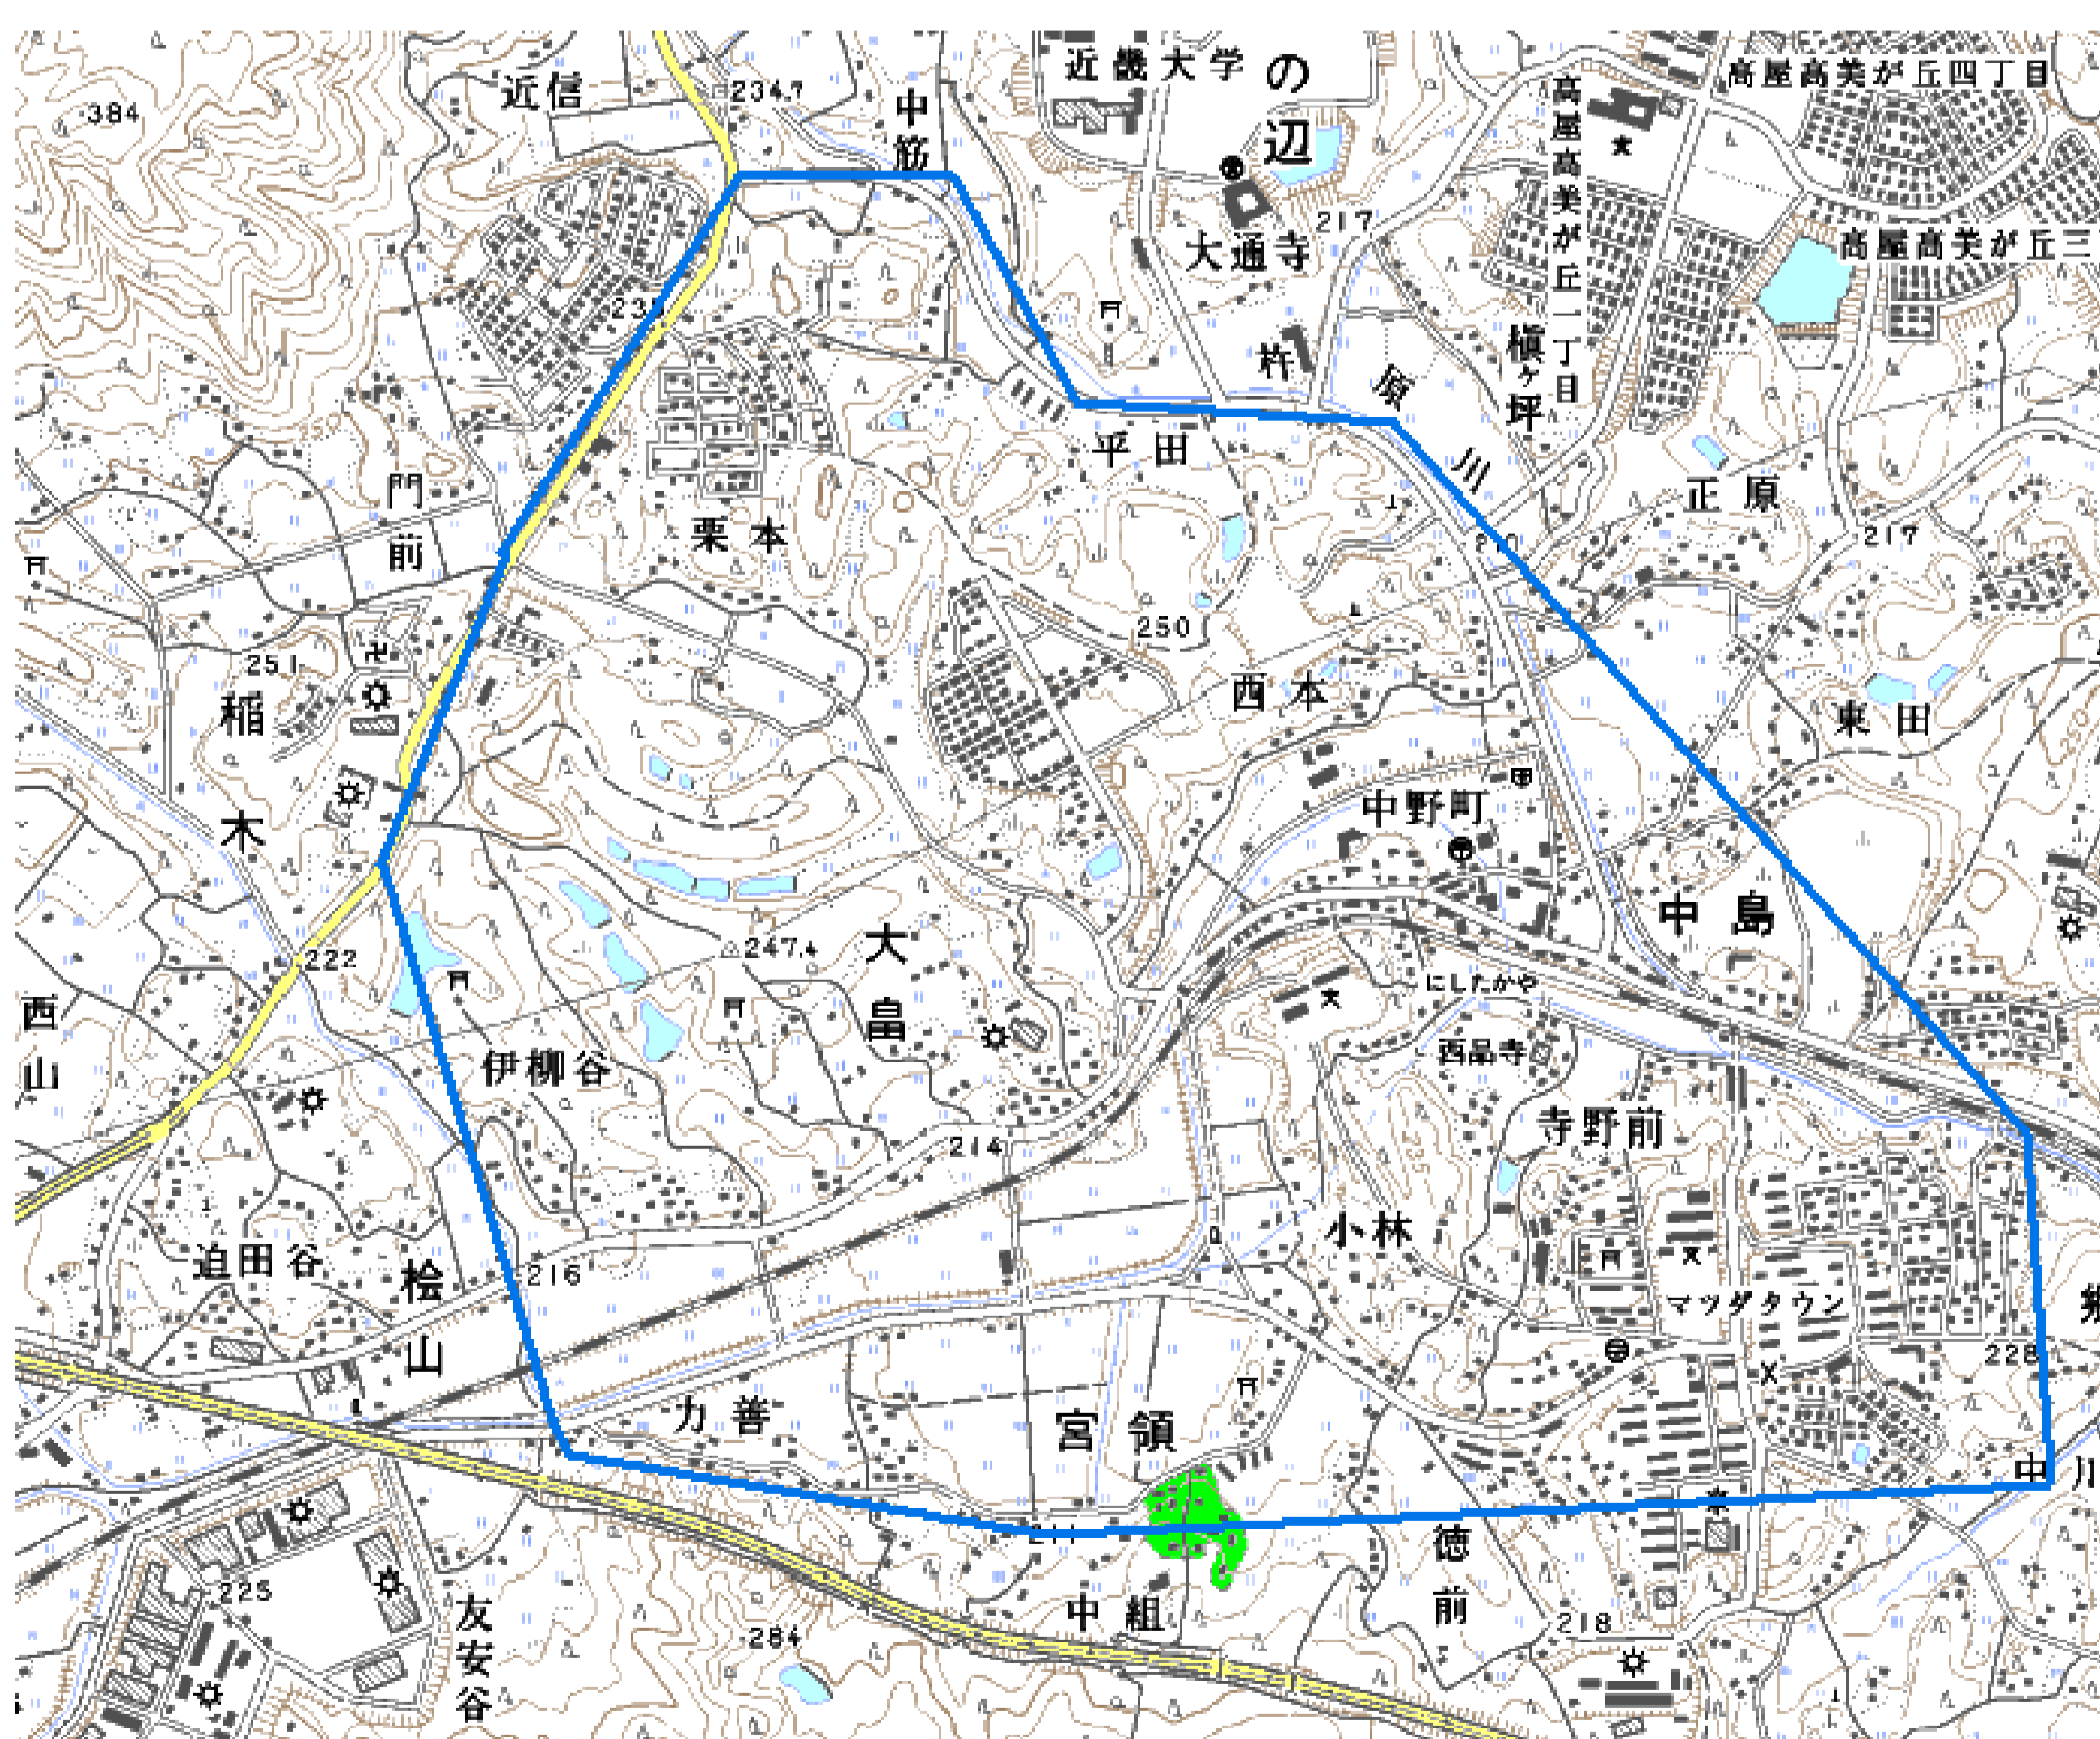 近信
234.7
中筋
近畿大学
の辺
高屋高美が丘四丁目
高屋高美が丘一丁目
384
217
大通寺
高屋高美が丘三
槇ヶ坪
杵原川
平田
門前
栗本
正原
217
251
稲木
250
西本
東田
中野町
中島
222
247.4
大畠
にしたかや
西品寺
西山
伊柳谷
寺野前
214
小林
迫田谷
桧山
216
マツダタウン
228
力善
宮領
中川
211
徳前
225
友安谷
中組
284
218